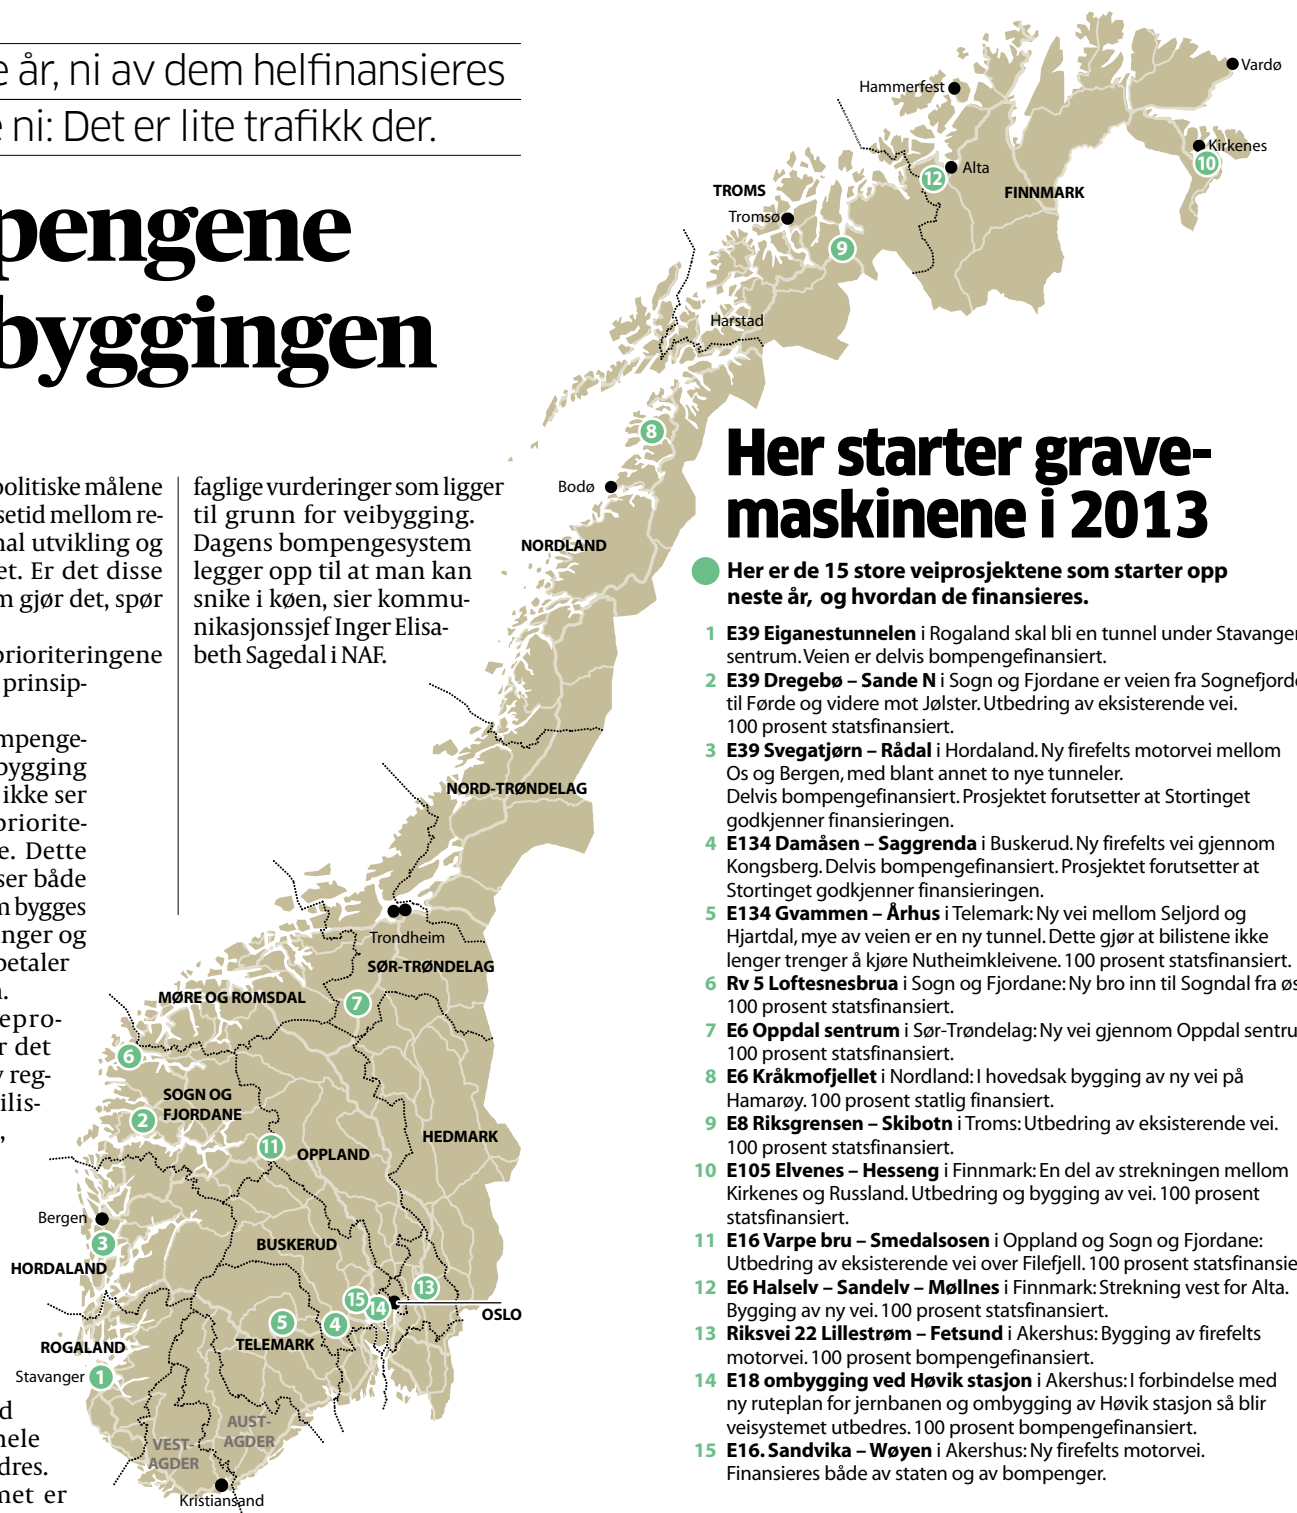 e år, ni av dem helfinansieres
e ni: Det er lite trafikk der.
pengene
byggingen
politiske målene
setid mellom re-
nal utvikling og
et. Er det disse
m gjør det, spør
prioriteringene
prinsip-
mpenge-
bygging
ikke ser
priorite-
e. Dette
ser både
m bygges
nger og
betaler
n.
epro-
r det
v reg-
ilis-
,
d
nele
dres.
net er
faglige vurderinger som ligger
til grunn for veibygging.
Dagens bompengesystem
legger opp til at man kan
snike i køen, sier kommu-
nikasjonssjef Inger Elisa-
beth Sagedal i NAF.
Vardø
Hammerfest
Kirkenes
10
Alta
12
FINNMARK
TROMS
Tromsø
9
Harstad
8
Bodø
NORDLAND
NORD-TRØNDELAG
Trondheim
SØR-TRØNDELAG
MØRE OG ROMSDAL
7
6
SOGN OG
FJORDANE
2
HEDMARK
11
OPPLAND
Bergen
3
BUSKERUD
HORDALAND
13
15
14
OSLO
5
4
TELEMARK
ROGALAND
Stavanger
1
AUST-
AGDER
VEST-
AGDER
Kristiansand
Her starter grave-
maskinene i 2013
Her er de 15 store veiprosjektene som starter opp
neste år, og hvordan de finansieres.
1 E39 Eiganestunnelen i Rogaland skal bli en tunnel under Stavanger
sentrum. Veien er delvis bompengefinansiert.
2 E39 Dregebø – Sande N i Sogn og Fjordane er veien fra Sognefjorde
til Førde og videre mot Jølster. Utbedring av eksisterende vei.
100 prosent statsfinansiert.
3 E39 Svegatjørn – Rådal i Hordaland. Ny firefelts motorvei mellom
Os og Bergen, med blant annet to nye tunneler.
Delvis bompengefinansiert. Prosjektet forutsetter at Stortinget
godkjenner finansieringen.
4 E134 Damåsen – Saggrenda i Buskerud. Ny firefelts vei gjennom
Kongsberg. Delvis bompengefinansiert. Prosjektet forutsetter at
Stortinget godkjenner finansieringen.
5 E134 Gvammen – Århus i Telemark: Ny vei mellom Seljord og
Hjartdal, mye av veien er en ny tunnel. Dette gjør at bilistene ikke
lenger trenger å kjøre Nutheimkleivene. 100 prosent statsfinansiert.
6 Rv 5 Loftesnesbrua i Sogn og Fjordane: Ny bro inn til Sogndal fra øs
100 prosent statsfinansiert.
7 E6 Oppdal sentrum i Sør-Trøndelag: Ny vei gjennom Oppdal sentru
100 prosent statsfinansiert.
8 E6 Kråkmofjellet i Nordland: I hovedsak bygging av ny vei på
Hamarøy. 100 prosent statlig finansiert.
9 E8 Riksgrensen – Skibotn i Troms: Utbedring av eksisterende vei.
100 prosent statsfinansiert.
10 E105 Elvenes – Hesseng i Finnmark: En del av strekningen mellom
Kirkenes og Russland. Utbedring og bygging av vei. 100 prosent
statsfinansiert.
11 E16 Varpe bru – Smedalsosen i Oppland og Sogn og Fjordane:
Utbedring av eksisterende vei over Filefjell. 100 prosent statsfinansie
12 E6 Halselv – Sandelv – Møllnes i Finnmark: Strekning vest for Alta.
Bygging av ny vei. 100 prosent statsfinansiert.
13 Riksvei 22 Lillestrøm – Fetsund i Akershus: Bygging av firefelts
motorvei. 100 prosent bompengefinansiert.
14 E18 ombygging ved Høvik stasjon i Akershus: I forbindelse med
ny ruteplan for jernbanen og ombygging av Høvik stasjon så blir
veisystemet utbedres. 100 prosent bompengefinansiert.
15 E16. Sandvika – Wøyen i Akershus: Ny firefelts motorvei.
Finansieres både av staten og av bompenger.